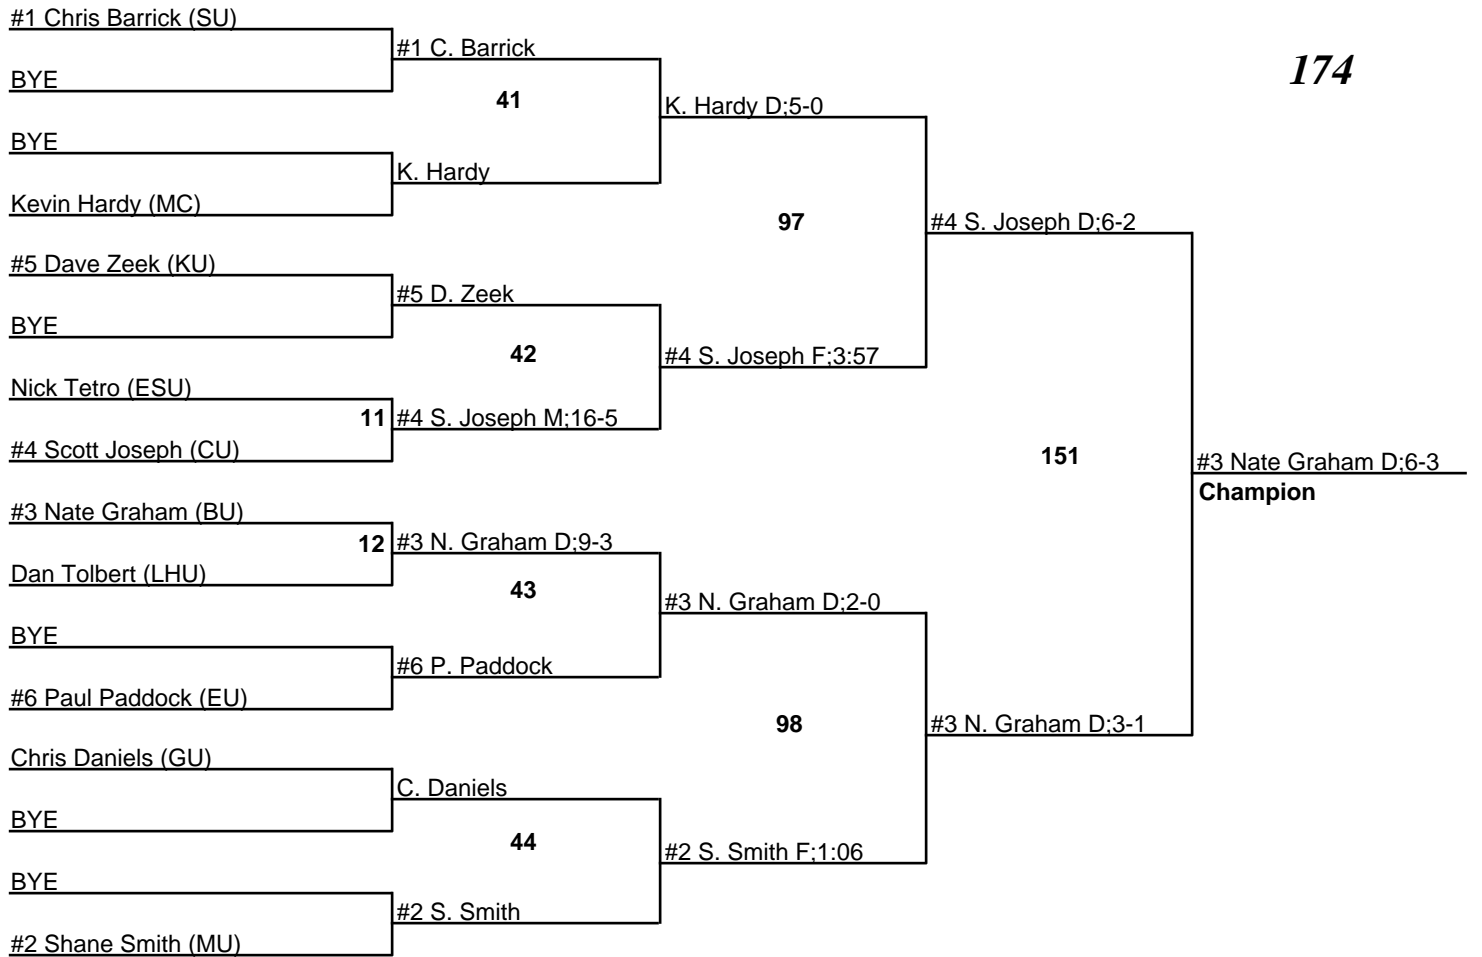 #1 Chris Barrick (SU)
BYE
BYE
Kevin Hardy (MC)
#5 Dave Zeek (KU)
BYE
Nick Tetro (ESU)
#4 Scott Joseph (CU)
#3 Nate Graham (BU)
Dan Tolbert (LHU)
BYE
#6 Paul Paddock (EU)
Chris Daniels (GU)
BYE
BYE
#2 Shane Smith (MU)
11
12
#1 C. Barrick
41
K. Hardy
#5 D. Zeek
42
#4 S. Joseph M;16-5
#3 N. Graham D;9-3
43
#6 P. Paddock
C. Daniels
44
#2 S. Smith
K. Hardy D;5-0
97
#4 S. Joseph F;3:57
#3 N. Graham D;2-0
98
#2 S. Smith F;1:06
#4 S. Joseph D;6-2
151
#3 N. Graham D;3-1
174
#3 Nate Graham D;6-3
Champion